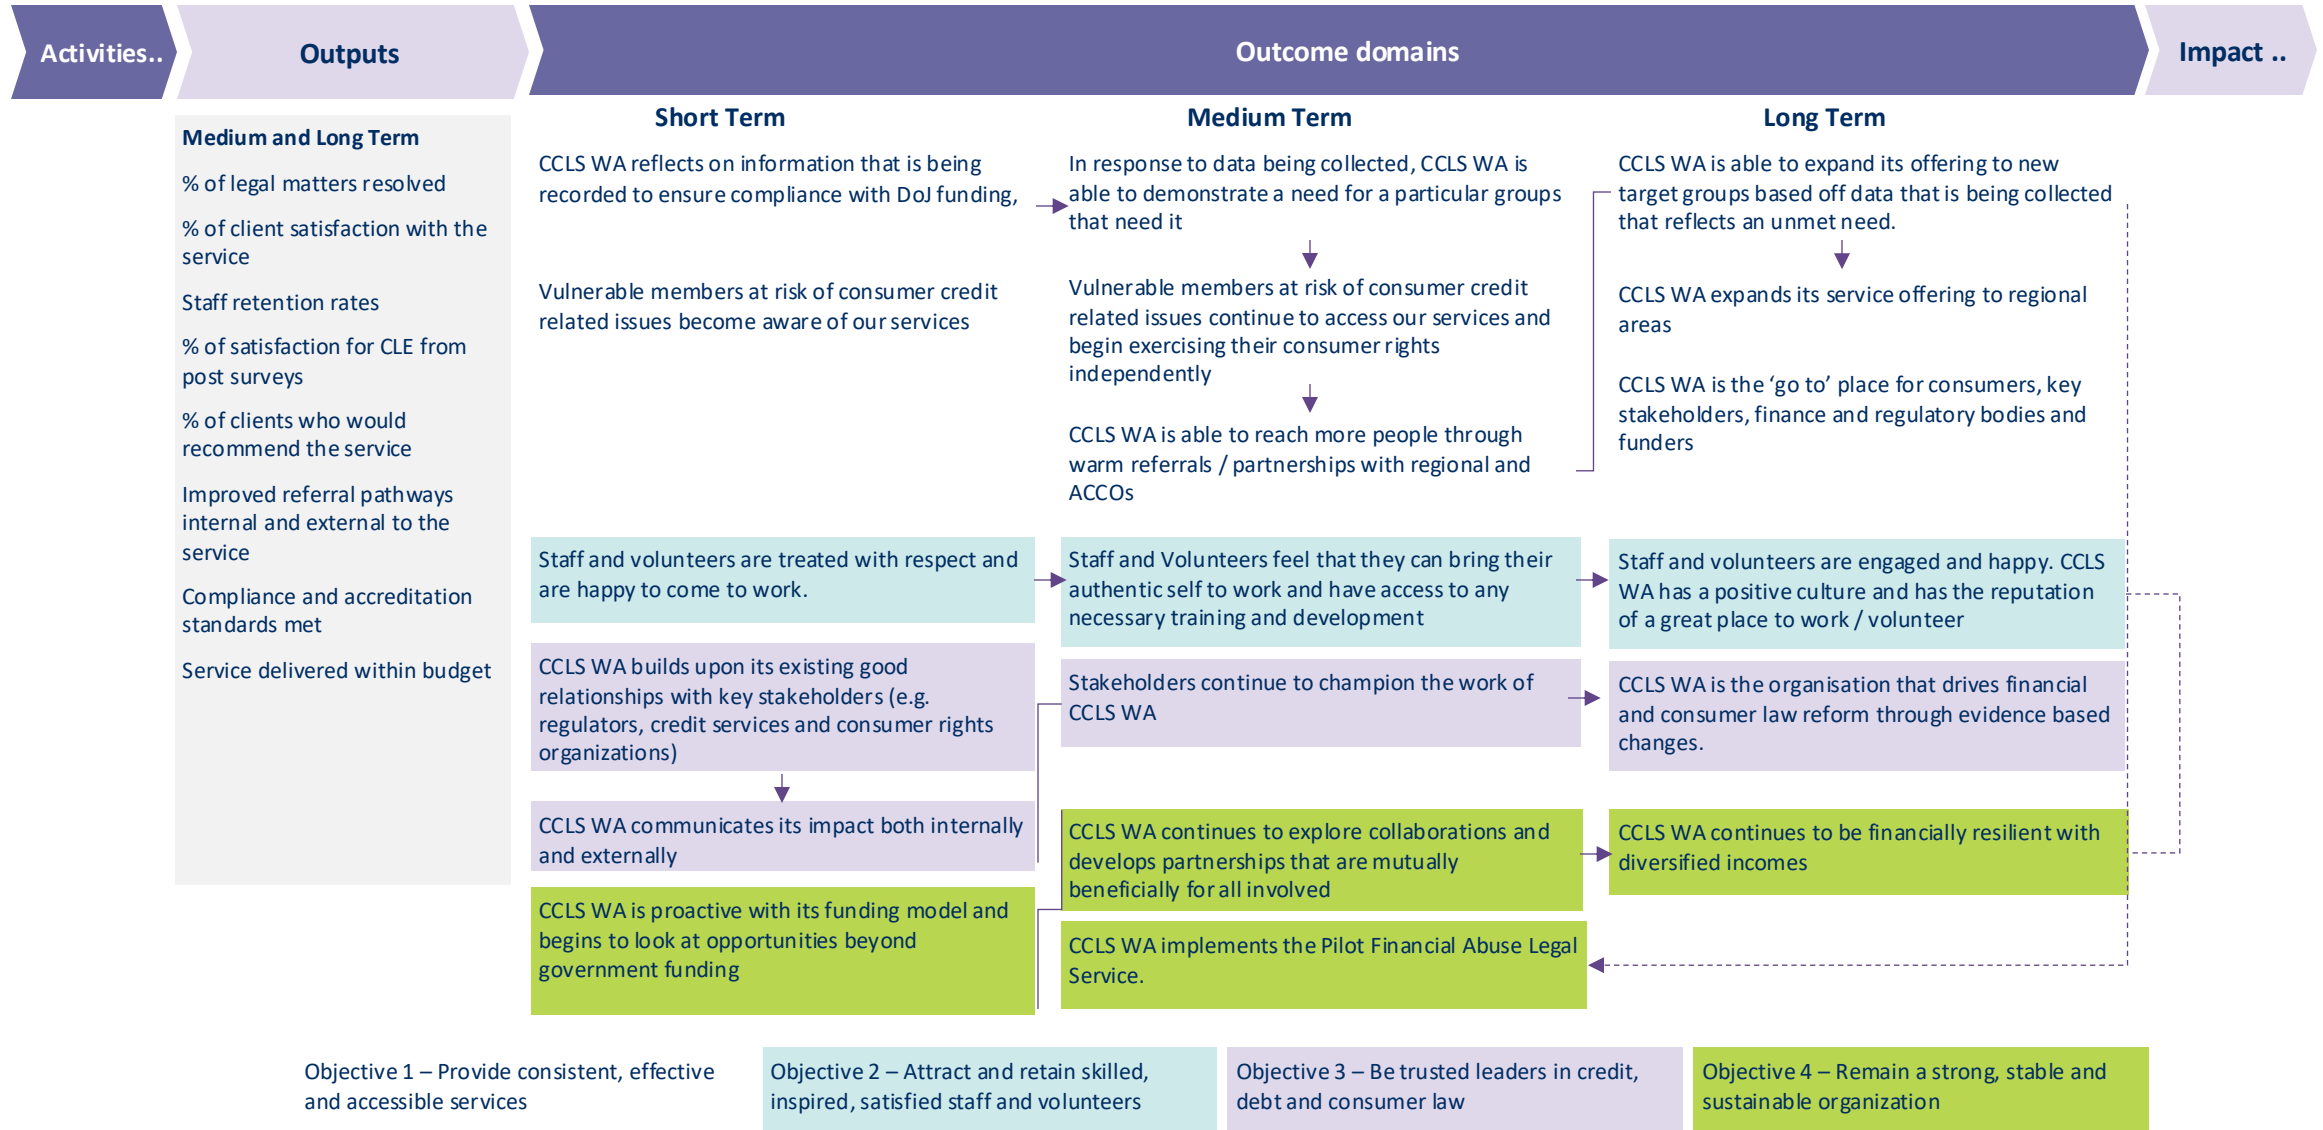 Activities..
Outputs
Outcome domains
Impact ..
Medium and Long Term
% of legal matters resolved
% of client satisfaction with the
service
Staff retention rates
% of satisfaction for CLE from
post surveys
% of clients who would
recommend the service
Improved referral pathways
internal and external to the
service
Compliance and accreditation
standards met
Service delivered within budget
Short Term
CCLS WA reflects on information that is being
recorded to ensure compliance with DoJ funding,
Vulnerable members at risk of consumer credit
related issues become aware of our services
Staff and volunteers are treated with respect and
are happy to come to work.
CCLS WA builds upon its existing good
relationships with key stakeholders (e.g.
regulators, credit services and consumer rights
organizations)
CCLS WA communicates its impact both internally
and externally
CCLS WA is proactive with its funding model and
begins to look at opportunities beyond
government funding
Medium Term
In response to data being collected, CCLS WA is
able to demonstrate a need for a particular groups
that need it
Vulnerable members at risk of consumer credit
related issues continue to access our services and
begin exercising their consumer rights
independently
CCLS WA is able to reach more people through
warm referrals / partnerships with regional and
ACCOs
Staff and Volunteers feel that they can bring their
authentic self to work and have access to any
necessary training and development
Stakeholders continue to champion the work of
CCLS WA
CCLS WA continues to explore collaborations and
develops partnerships that are mutually
beneficially for all involved
CCLS WA implements the Pilot Financial Abuse Legal
Service.
Long Term
CCLS WA is able to expand its offering to new
target groups based off data that is being collected
that reflects an unmet need.
CCLS WA expands its service offering to regional
areas
CCLS WA is the ‘go to’ place for consumers, key
stakeholders, finance and regulatory bodies and
funders
Staff and volunteers are engaged and happy. CCLS
WA has a positive culture and has the reputation
of a great place to work / volunteer
CCLS WA is the organisation that drives financial
and consumer law reform through evidence based
changes.
CCLS WA continues to be financially resilient with
diversified incomes
Objective 1 – Provide consistent, effective
and accessible services
Objective 2 – Attract and retain skilled,
inspired, satisfied staff and volunteers
Objective 3 – Be trusted leaders in credit,
debt and consumer law
Objective 4 – Remain a strong, stable and
sustainable organization